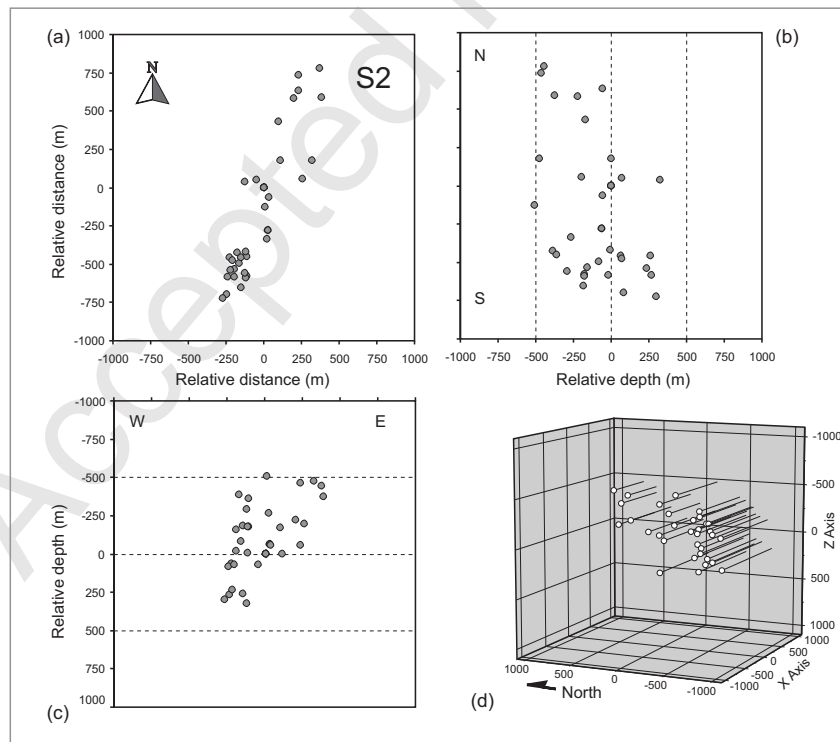 (a)
N
S2
1000
750
500
250
0
-250
-500
-750
-1000
Relative distance (m)
-1000 -750 -500 -250 0 250 500 750 1000
Relative distance (m)
(b)
N
S
-1000 -750 -500 -250 0 250 500 750 1000
Relative depth (m)
(c)
W E
-1000
-750
-500
-250
0
250
500
750
1000
Relative depth (m)
(d)
-1000
-500
0
500
1000
Z Axis
1000
500
0
-500
-1000
X Axis
1000 500 0 -500 -1000
North
Accepted